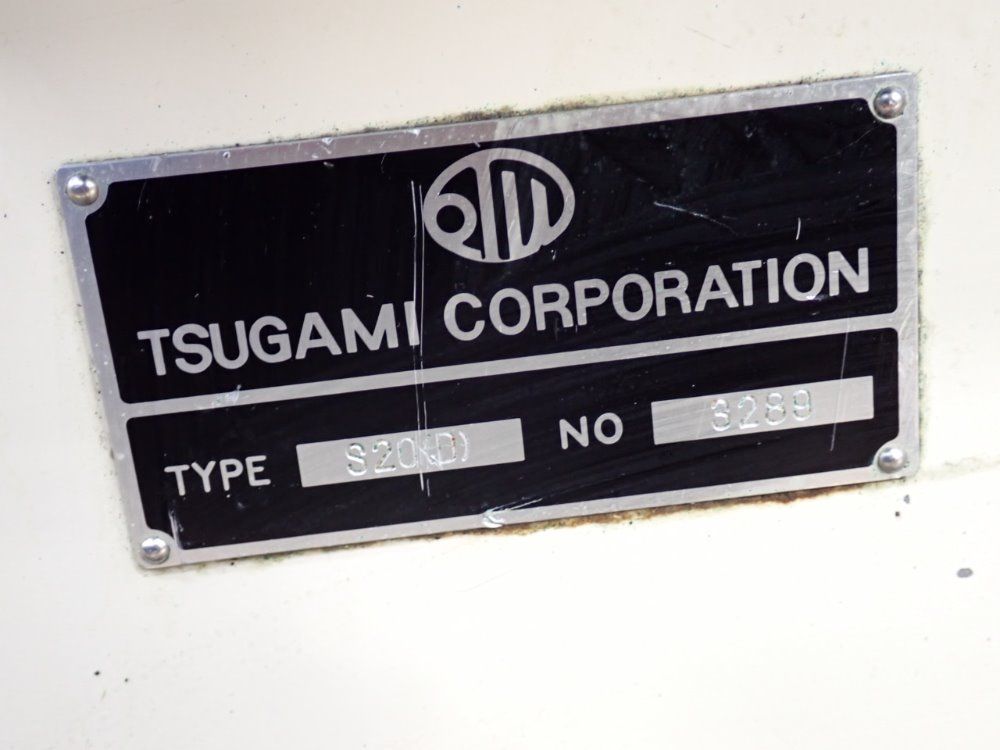 TSUGAMI CORPORATION
TYPE S20(D) NO 3289